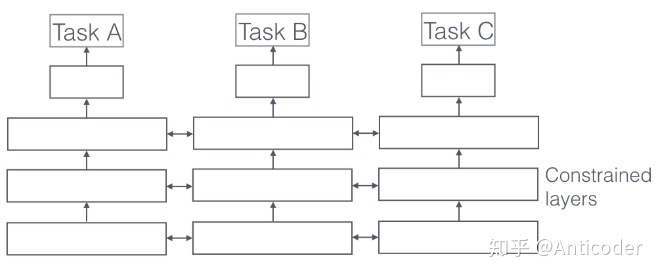 Task A
Task B
Task C
Constrained
layers
知乎 @Anticoder